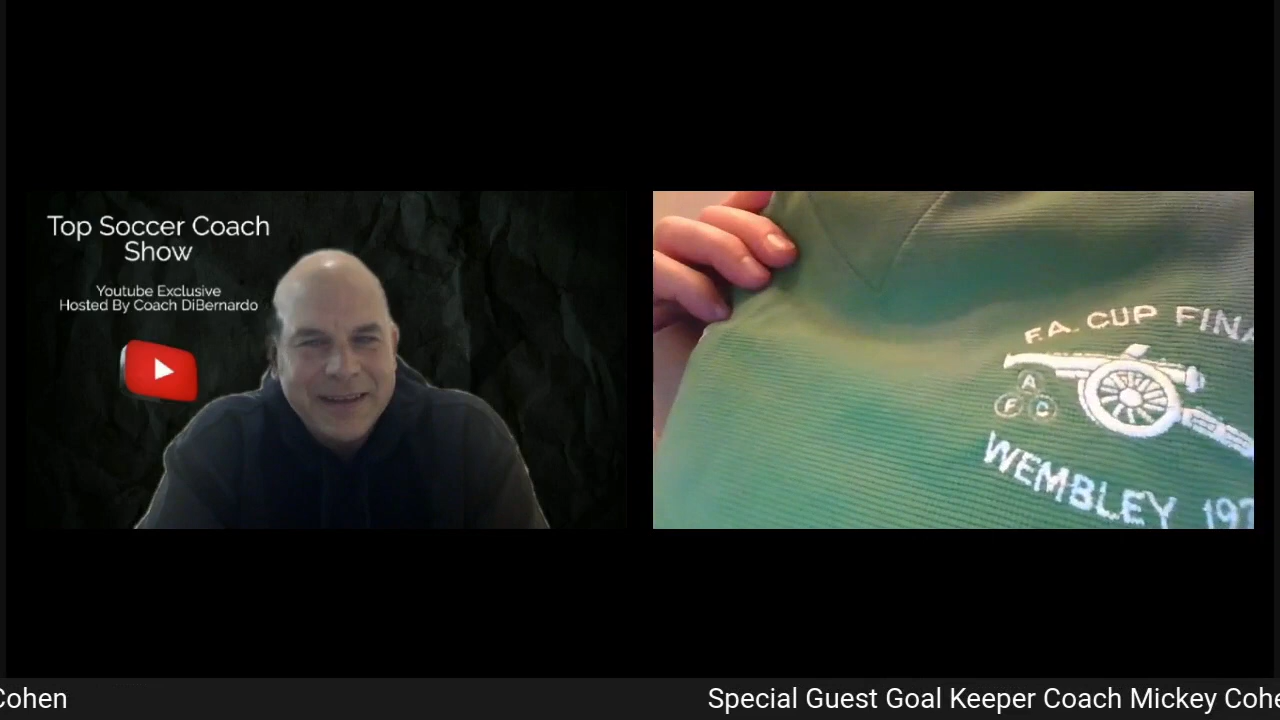 Top Soccer Coach
Show
Youtube Exclusive
Hosted By Coach DiBernardo
F.A. CUP FINA
A
F C
WEMBLEY 197
Cohen
Special Guest Goal Keeper Coach Mickey Cohe